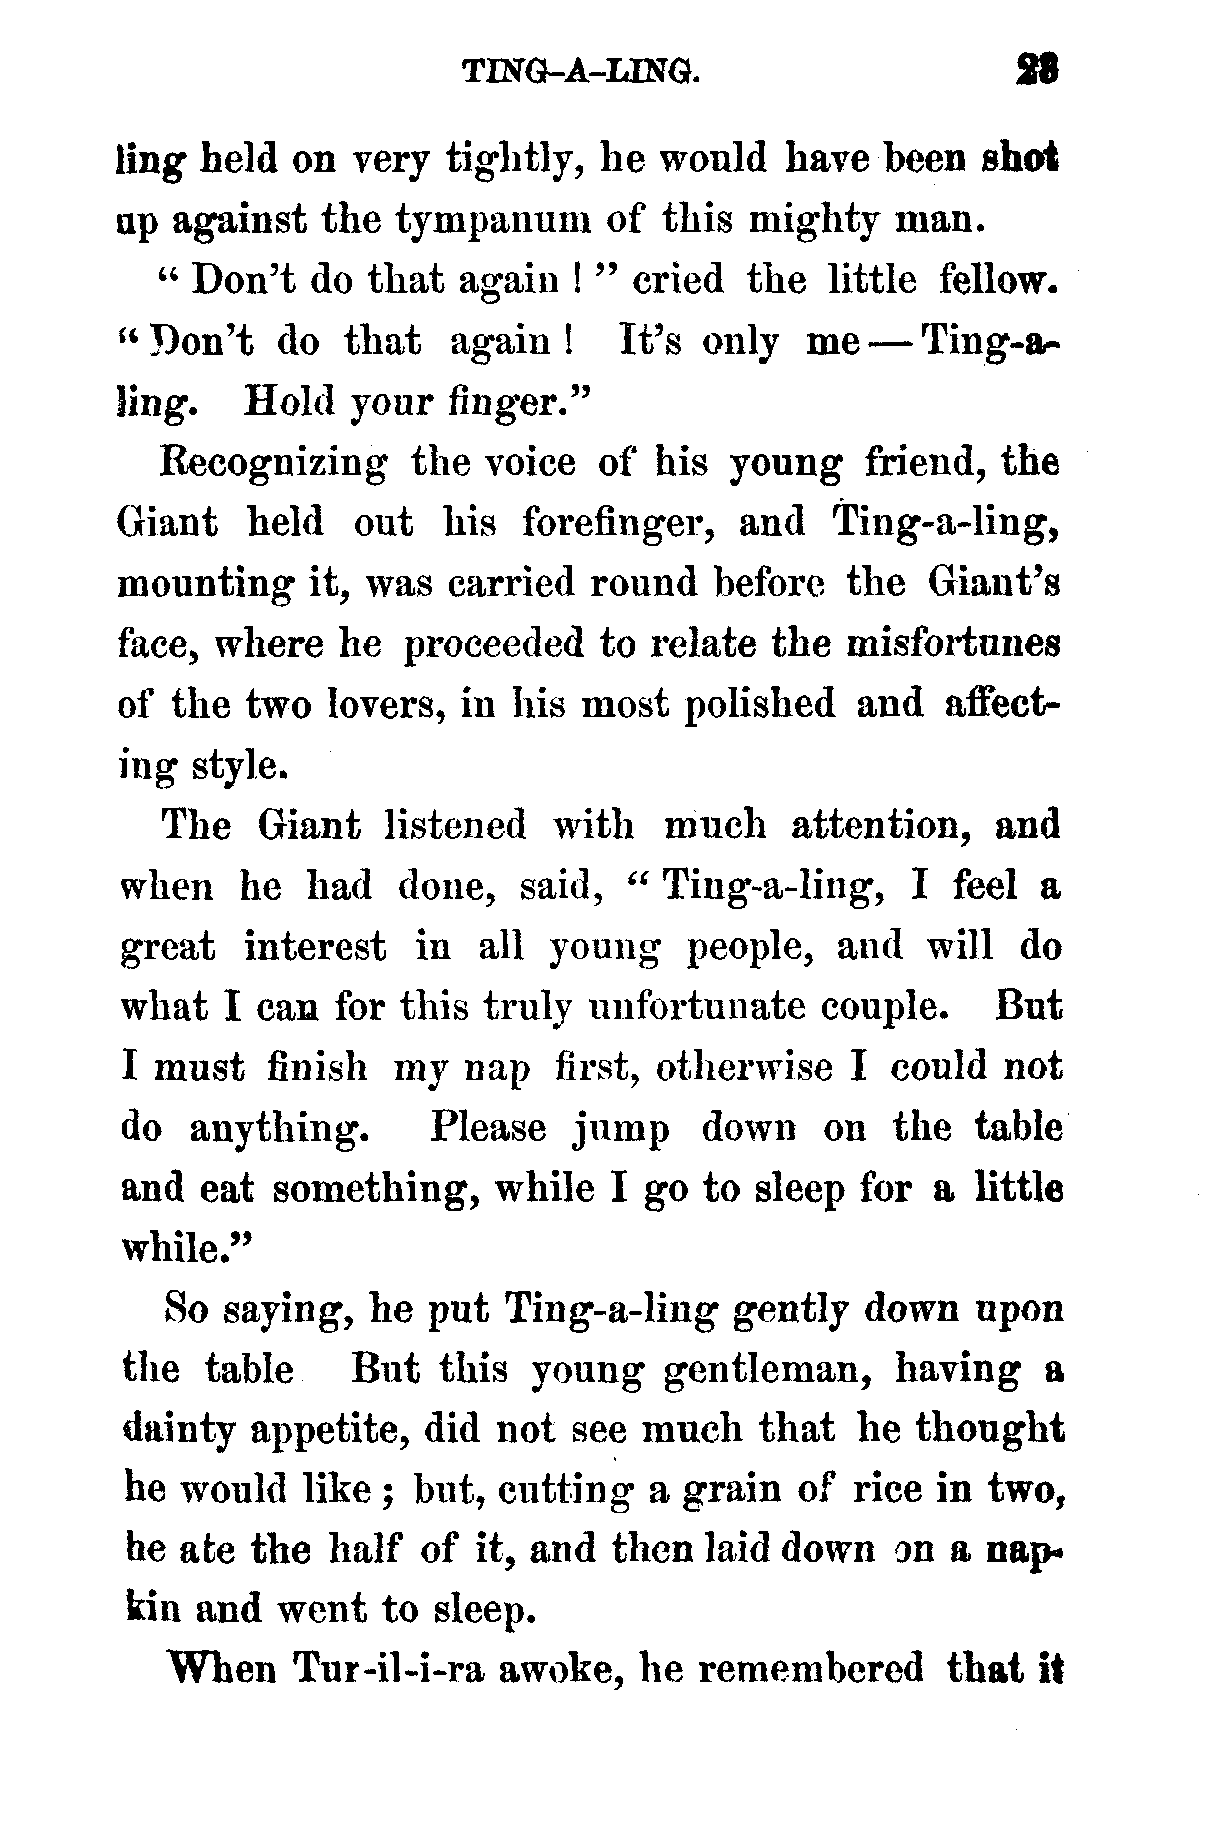 TING-A-LING. 23
ling held on very tightly, he would have been shot
up against the tympanum of this mighty man.
“ Don’t do that again ! ” cried the little fellow.
“ Don’t do that again ! It’s only me — Ting-a-
ling. Hold your finger.”
Recognizing the voice of his young friend, the
Giant held out his forefinger, and Ting-a-ling,
mounting it, was carried round before the Giant’s
face, where he proceeded to relate the misfortunes
of the two lovers, in his most polished and affect-
ing style.
The Giant listened with much attention, and
when he had done, said, “ Ting-a-ling, I feel a
great interest in all young people, and will do
what I can for this truly unfortunate couple. But
I must finish my nap first, otherwise I could not
do anything. Please jump down on the table
and eat something, while I go to sleep for a little
while.”
So saying, he put Ting-a-ling gently down upon
the table But this young gentleman, having a
dainty appetite, did not see much that he thought
he would like ; but, cutting a grain of rice in two,
he ate the half of it, and then laid down on a nap-
kin and went to sleep.
When Tur-il-i-ra awoke, he remembered that it